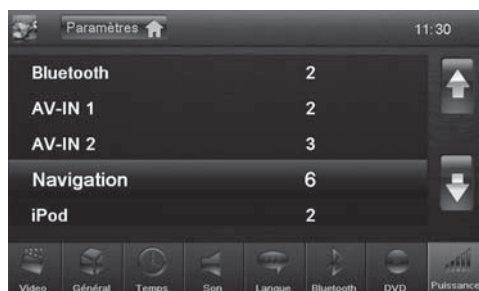 Paramètres 11:30
Bluetooth 2
AV-IN 1 2
AV-IN 2 3
Navigation 6
iPod 2
Video Général Temps Son Langue Bluetooth DVD Puissance